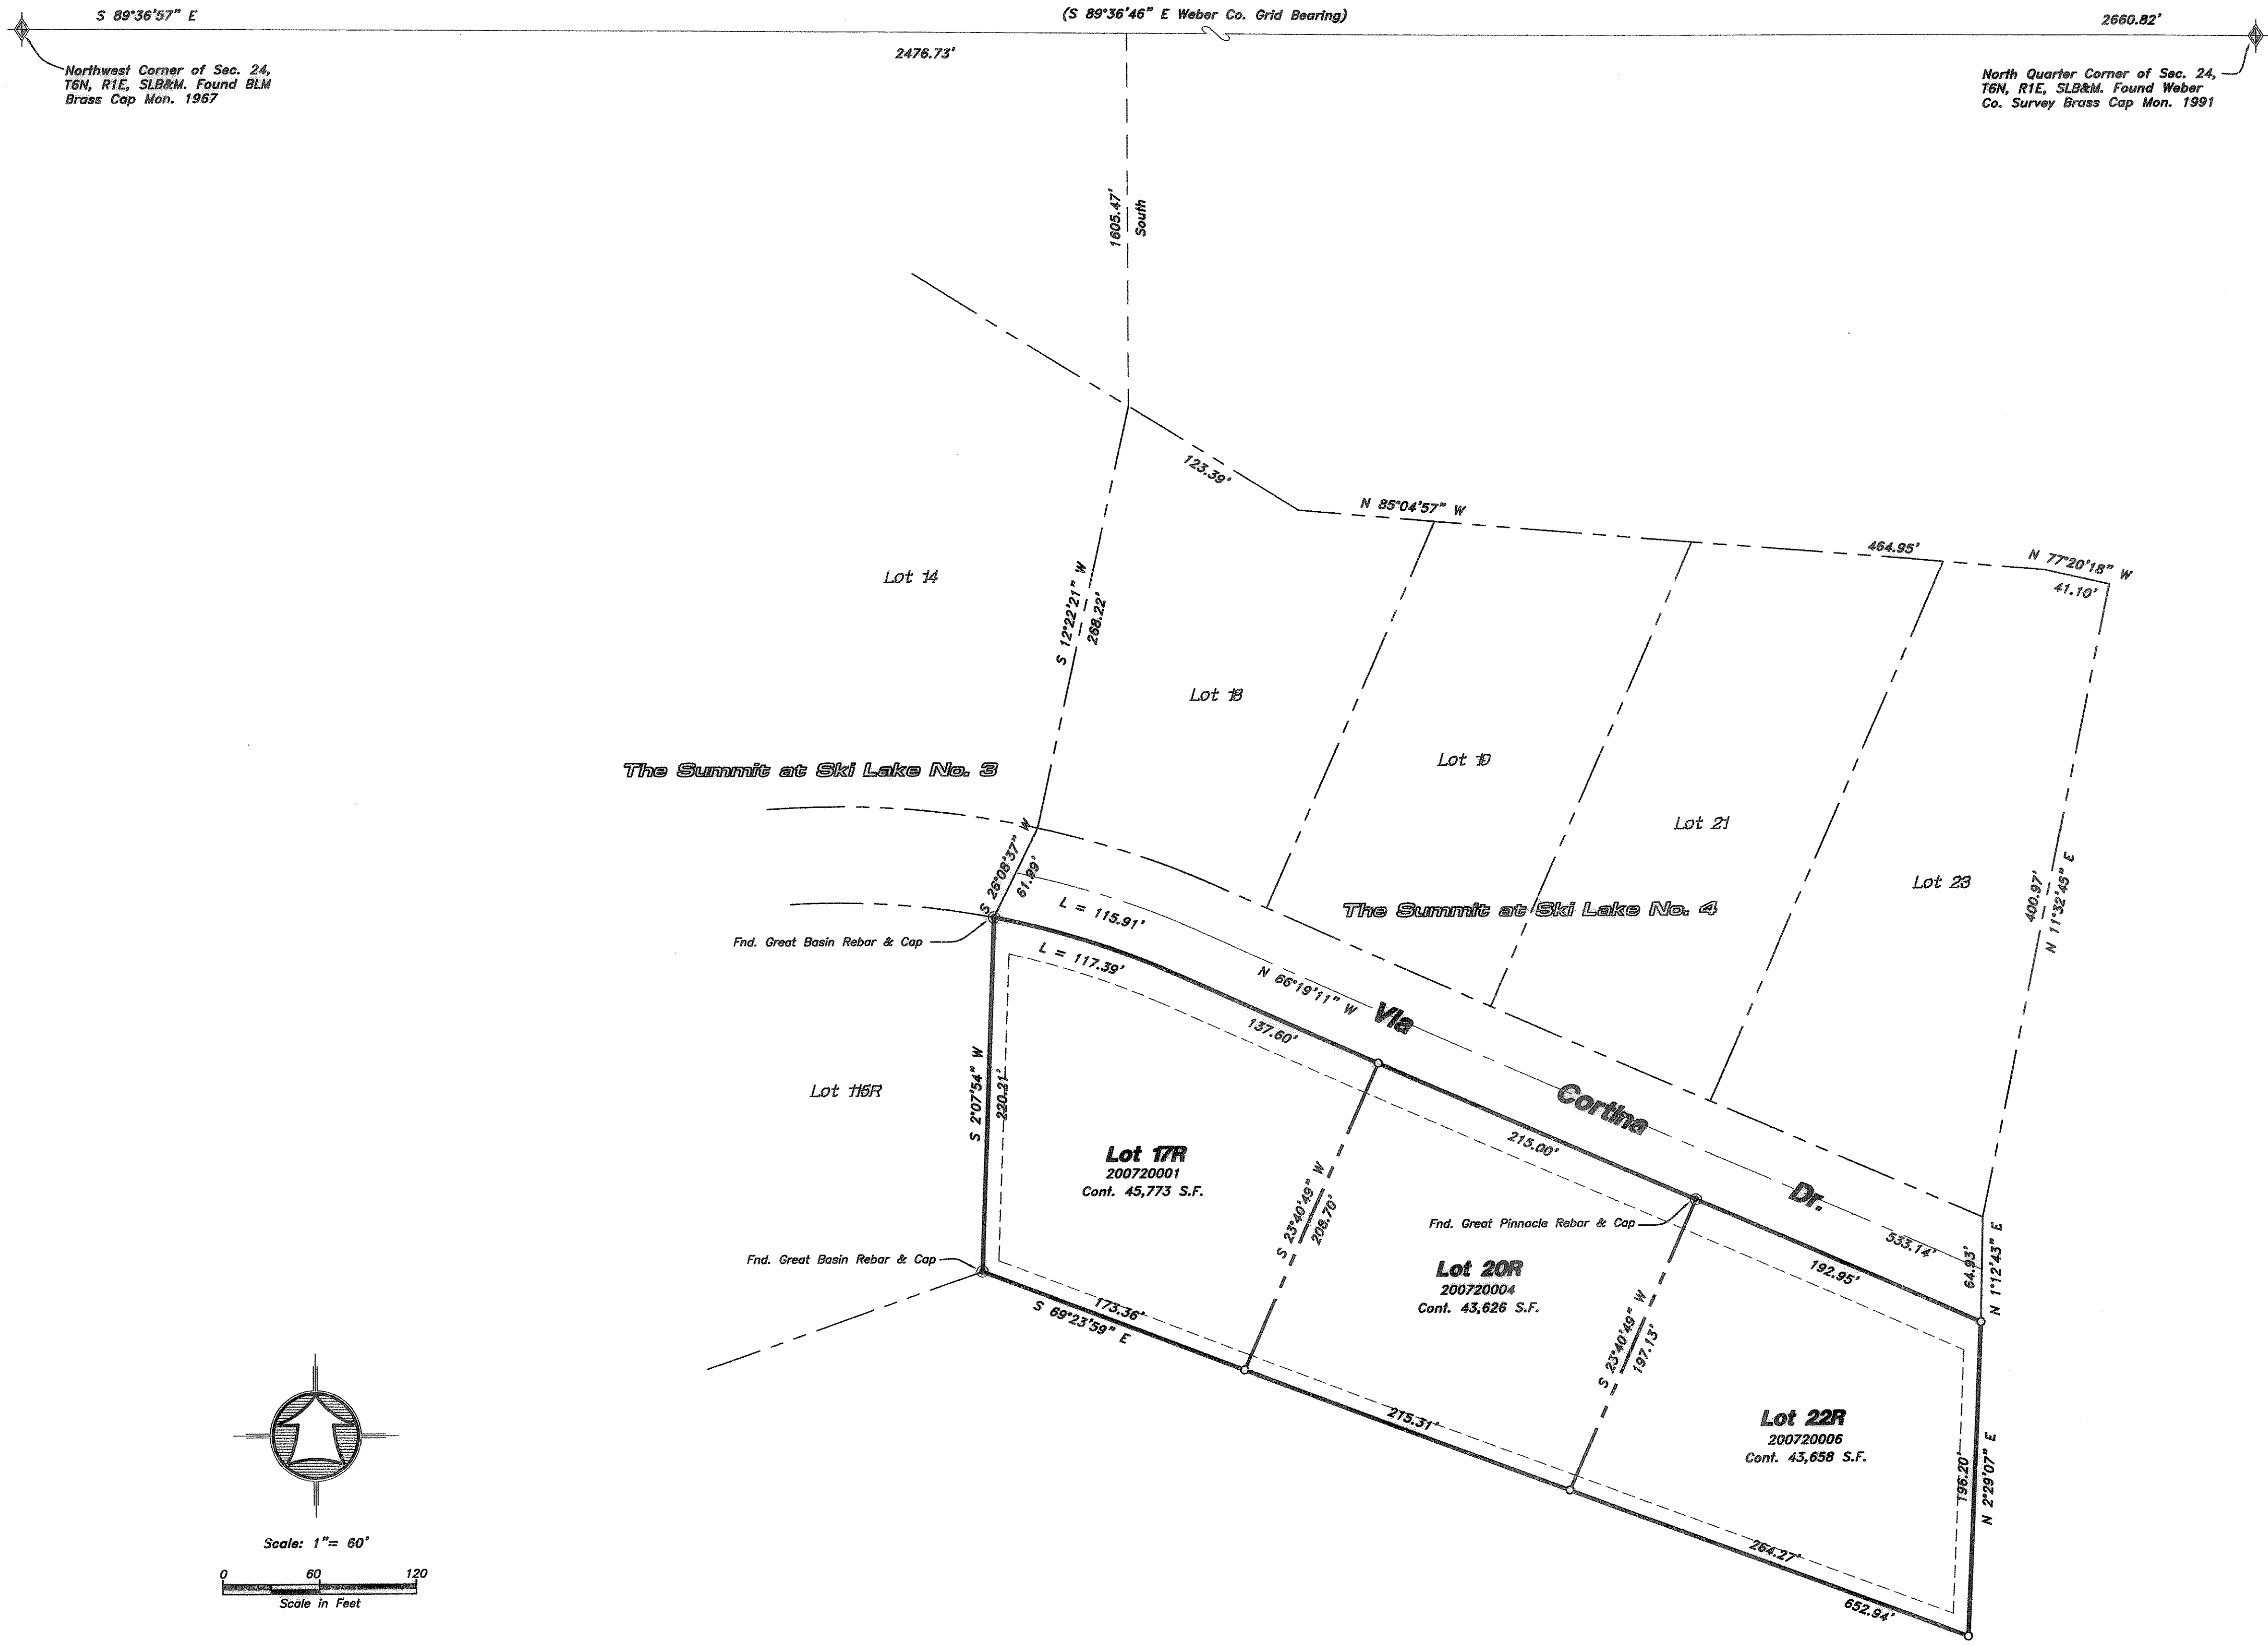 S 89°36'57" E
(S 89°36'46" E Weber Co. Grid Bearing)
2660.82'
2476.73'
Northwest Corner of Sec. 24,
T6N, R1E, SLB&M. Found BLM
Brass Cap Mon. 1967
North Quarter Corner of Sec. 24,
T6N, R1E, SLB&M. Found Weber
Co. Survey Brass Cap Mon. 1991
1605.47'
South
123.39'
N 85°04'57" W
464.95'
N 77°20'18" W
41.10'
Lot 14
S 12°22'21" W
268.22'
Lot 18
Lot 19
Lot 21
Lot 23
The Summit at Ski Lake No. 3
S 26°08'37" W
61.99'
400.97'
N 11°32'45" E
The Summit at Ski Lake No. 4
L = 115.91'
Fnd. Great Basin Rebar & Cap
L = 117.39'
N 66°19'11" W
Via
137.60'
Cortina
215.00'
Dr.
533.14'
192.95'
64.93'
N 1°12'43" E
Lot 115R
S 2°07'54" W
220.21'
Lot 17R
200720001
Cont. 45,773 S.F.
S 23°40'49" W
208.70'
Fnd. Great Pinnacle Rebar & Cap
Fnd. Great Basin Rebar & Cap
Lot 20R
200720004
Cont. 43,626 S.F.
173.36'
S 69°23'59" E
S 23°40'49" W
197.13'
Lot 22R
200720006
Cont. 43,658 S.F.
215.31'
196.20'
N 2°29'07" E
264.27'
652.94'
Scale: 1"= 60'
0 60 120
Scale in Feet